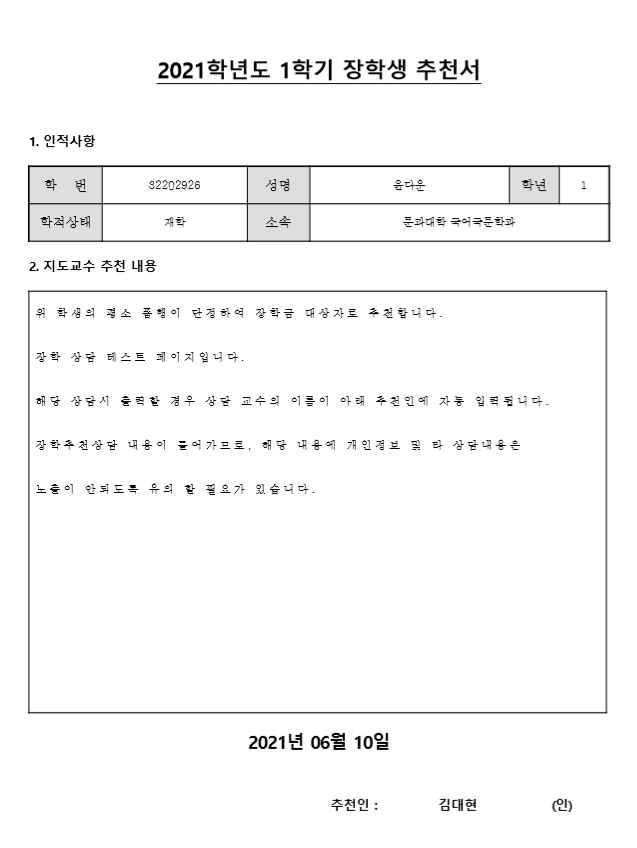 2021학년도 1학기 장학생 추천서
1. 인적사항
학 번 32202926 성명 윤다운 학년 1
학적상태 재학 소속 문과대학 국어국문학과
2. 지도교수 추천 내용
위 학생의 평소 품행이 단정하여 장학금 대상자로 추천합니다.
장학 상담 테스트 페이지입니다.
해당 상담시 출력할 경우 상담 교수의 이름이 아래 추천인에 자동 입력됩니다.
장학추천상담 내용이 들어가므로, 해당 내용에 개인정보 및 타 상담내용은
노출이 안되도록 유의 할 필요가 있습니다.
2021년 06월 10일
추천인 : 김대현 (인)